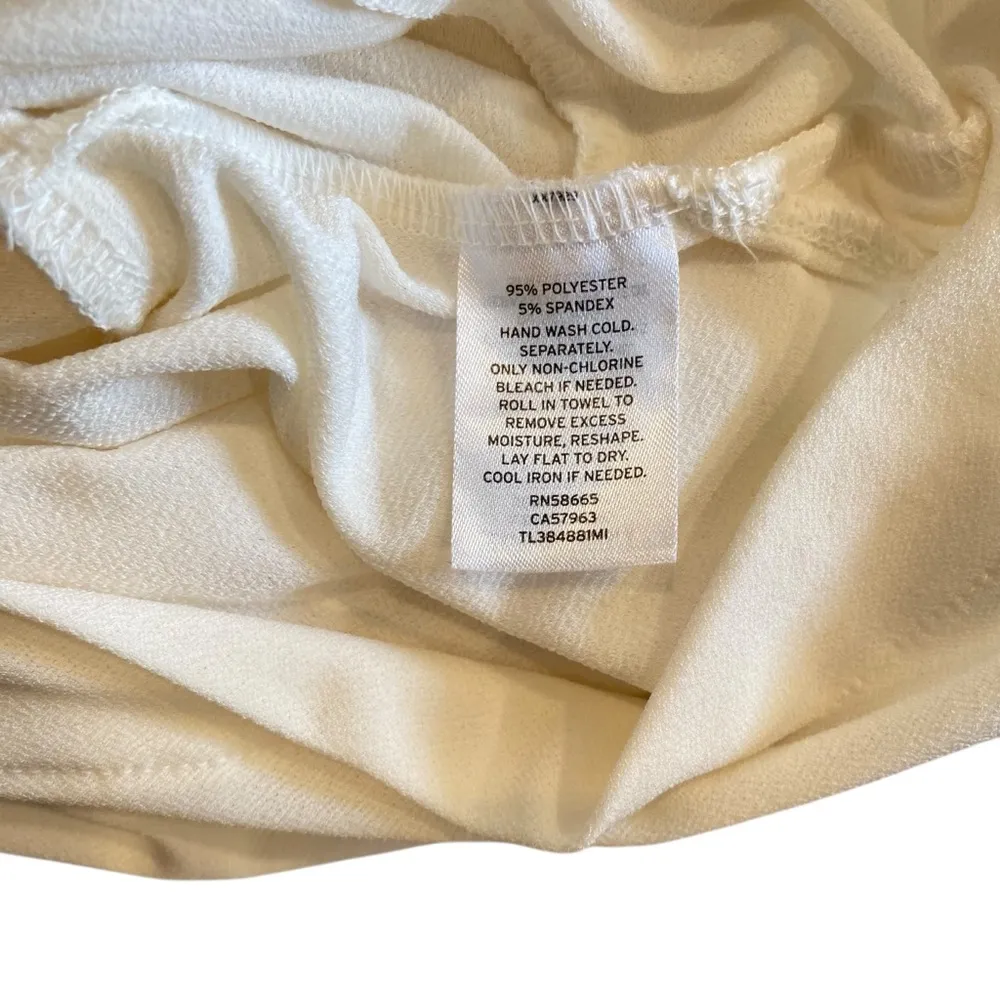 95% POLYESTER
5% SPANDEX
HAND WASH COLD.
SEPARATELY.
ONLY NON-CHLORINE
BLEACH IF NEEDED.
ROLL IN TOWEL TO
REMOVE EXCESS
MOISTURE, RESHAPE.
LAY FLAT TO DRY.
COOL IRON IF NEEDED.
RN58665
CA57963
TL384881MI